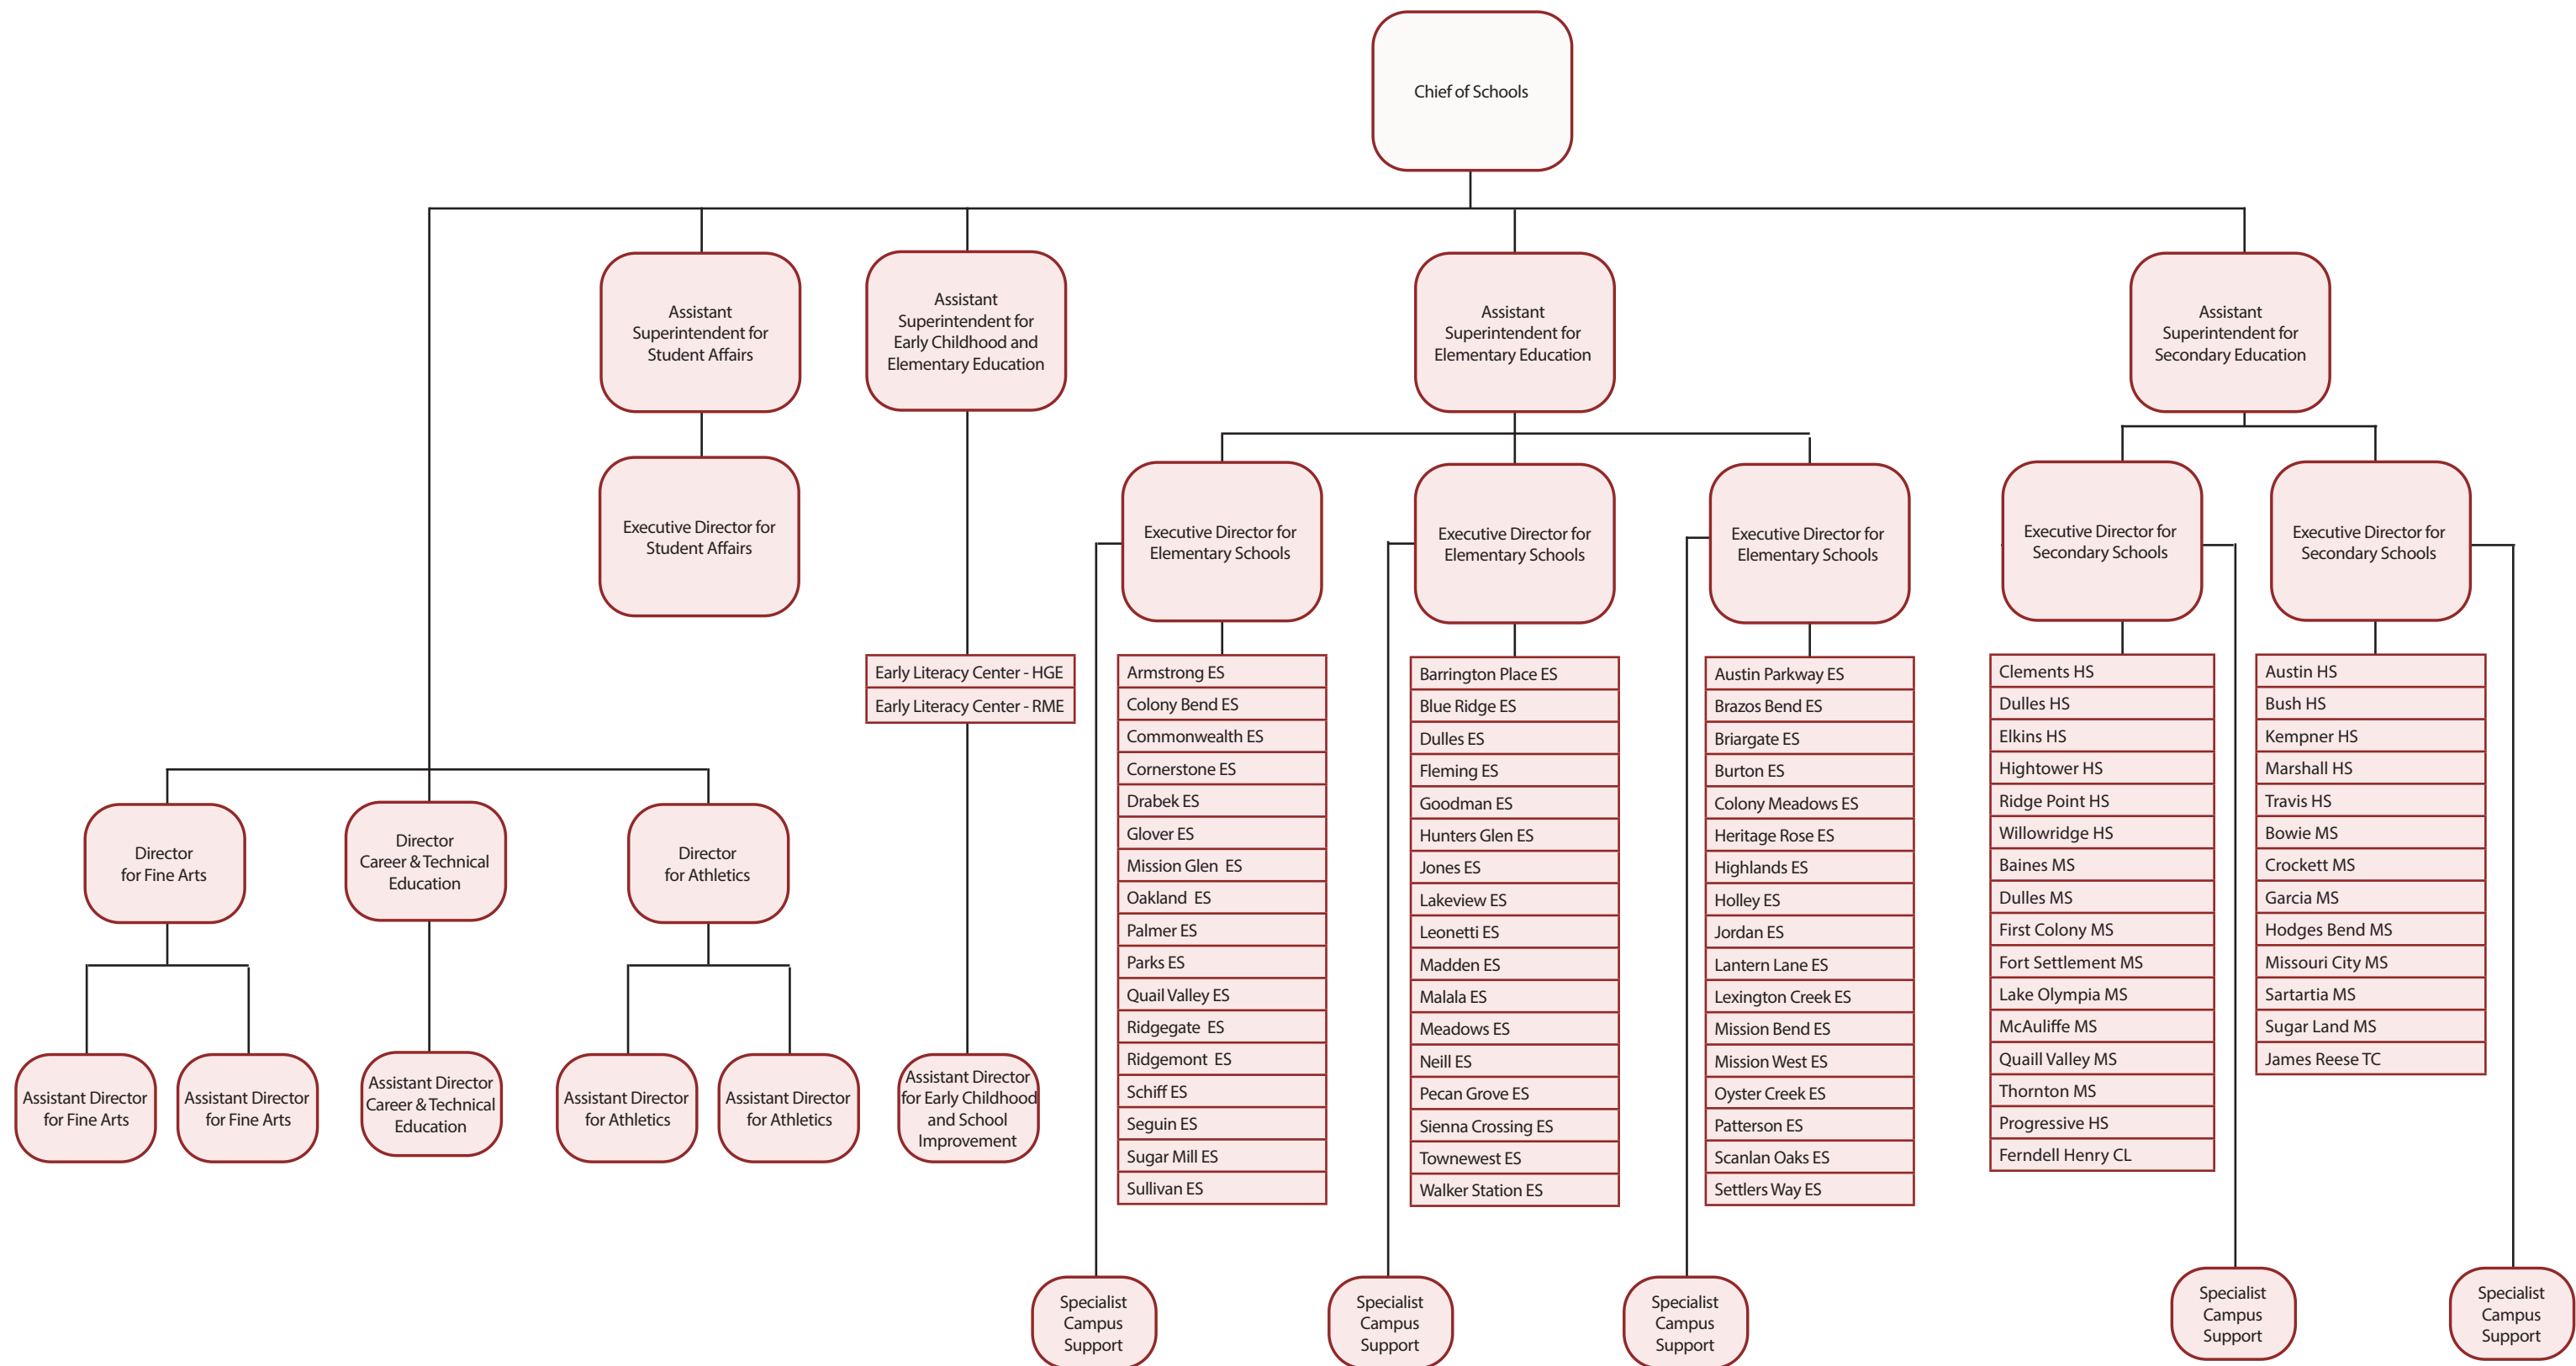 Chief of Schools
Assistant
Superintendent for
Student Affairs
Assistant
Superintendent for
Early Childhood and
Elementary Education
Assistant
Superintendent for
Elementary Education
Assistant
Superintendent for
Secondary Education
Executive Director for
Student Affairs
Executive Director for
Elementary Schools
Executive Director for
Elementary Schools
Executive Director for
Elementary Schools
Executive Director for
Secondary Schools
Executive Director for
Secondary Schools
Early Literacy Center - HGE
Early Literacy Center - RME
Armstrong ES
Colony Bend ES
Commonwealth ES
Cornerstone ES
Drabek ES
Glover ES
Mission Glen ES
Oakland ES
Palmer ES
Parks ES
Quail Valley ES
Ridgegate ES
Ridgemont ES
Schiff ES
Seguin ES
Sugar Mill ES
Sullivan ES
Barrington Place ES
Blue Ridge ES
Dulles ES
Fleming ES
Goodman ES
Hunters Glen ES
Jones ES
Lakeview ES
Leonetti ES
Madden ES
Malala ES
Meadows ES
Neill ES
Pecan Grove ES
Sienna Crossing ES
Townewest ES
Walker Station ES
Austin Parkway ES
Brazos Bend ES
Briargate ES
Burton ES
Colony Meadows ES
Heritage Rose ES
Highlands ES
Holley ES
Jordan ES
Lantern Lane ES
Lexington Creek ES
Mission Bend ES
Mission West ES
Oyster Creek ES
Patterson ES
Scanlan Oaks ES
Settlers Way ES
Clements HS
Dulles HS
Elkins HS
Hightower HS
Ridge Point HS
Willowridge HS
Baines MS
Dulles MS
First Colony MS
Fort Settlement MS
Lake Olympia MS
McAuliffe MS
Quaill Valley MS
Thornton MS
Progressive HS
Ferndell Henry CL
Austin HS
Bush HS
Kempner HS
Marshall HS
Travis HS
Bowie MS
Crockett MS
Garcia MS
Hodges Bend MS
Missouri City MS
Sartartia MS
Sugar Land MS
James Reese TC
Director
for Fine Arts
Director
Career & Technical
Education
Director
for Athletics
Assistant Director
for Fine Arts
Assistant Director
for Fine Arts
Assistant Director
Career & Technical
Education
Assistant Director
for Athletics
Assistant Director
for Athletics
Assistant Director
for Early Childhood
and School
Improvement
Specialist
Campus
Support
Specialist
Campus
Support
Specialist
Campus
Support
Specialist
Campus
Support
Specialist
Campus
Support